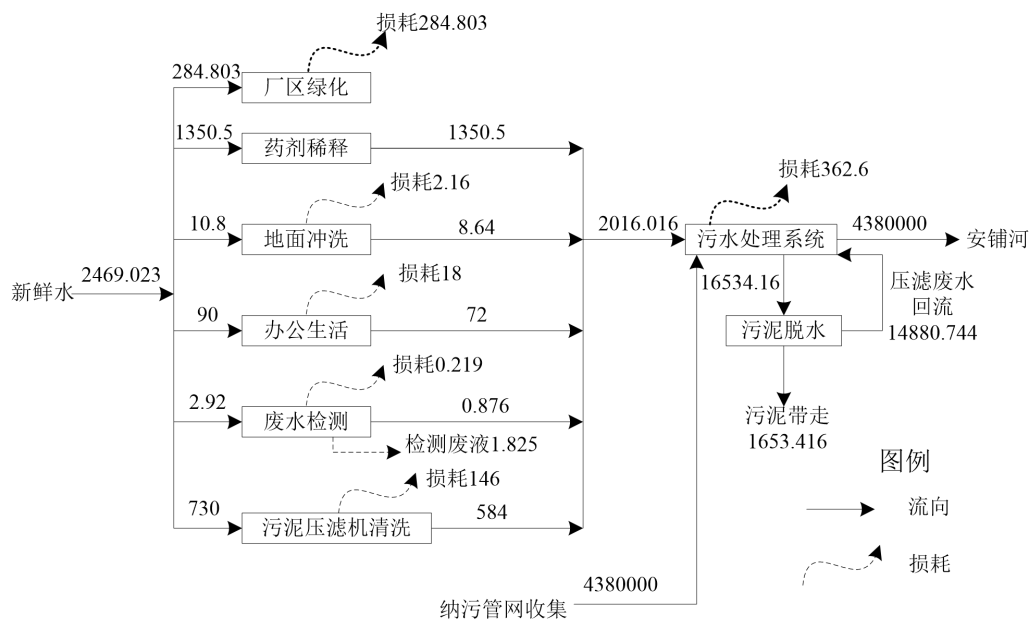 损耗284.803
284.803
厂区绿化
1350.5
药剂稀释
1350.5
损耗2.16
10.8
地面冲洗
8.64
2016.016
损耗362.6
污水处理系统
4380000
安铺河
新鲜水
2469.023
损耗18
90
办公生活
72
16534.16
污泥脱水
压滤废水
回流
14880.744
损耗0.219
2.92
废水检测
0.876
检测废液1.825
污泥带走
1653.416
损耗146
730
污泥压滤机清洗
584
图例
流向
损耗
纳污管网收集
4380000